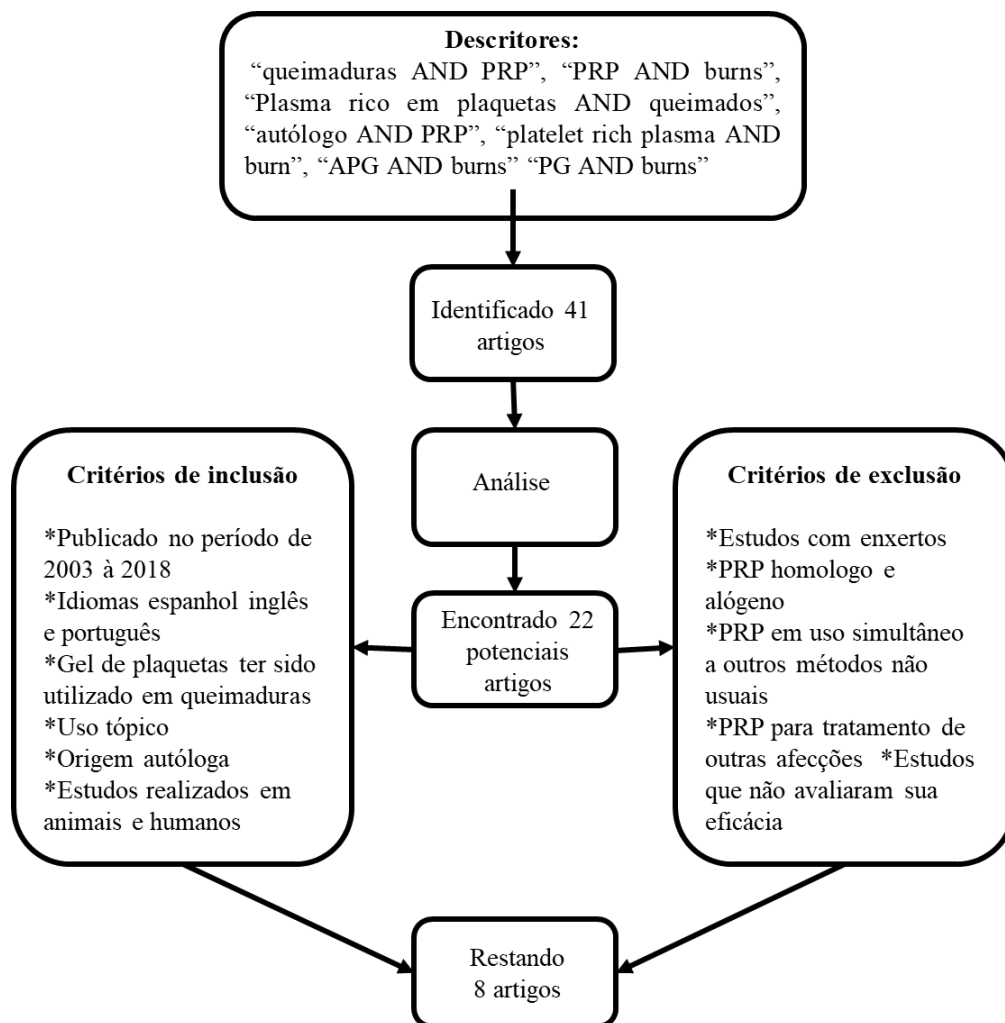 Descritores:
“queimaduras AND PRP”, “PRP AND burns”,
“Plasma rico em plaquetas AND queimados”,
“autólogo AND PRP”, “platelet rich plasma AND
burn”, “APG AND burns” “PG AND burns”
Identificado 41
artigos
Análise
Encontrado 22
potenciais
artigos
Critérios de inclusão
*Publicado no período de
2003 à 2018
*Idiomas espanhol inglês
e português
*Gel de plaquetas ter sido
utilizado em queimaduras
*Uso tópico
*Origem autóloga
*Estudos realizados em
animais e humanos
Critérios de exclusão
*Estudos com enxertos
*PRP homologo e
alógeno
*PRP em uso simultâneo
a outros métodos não
usuais
*PRP para tratamento de
outras afecções *Estudos
que não avaliaram sua
eficácia
Restando
8 artigos